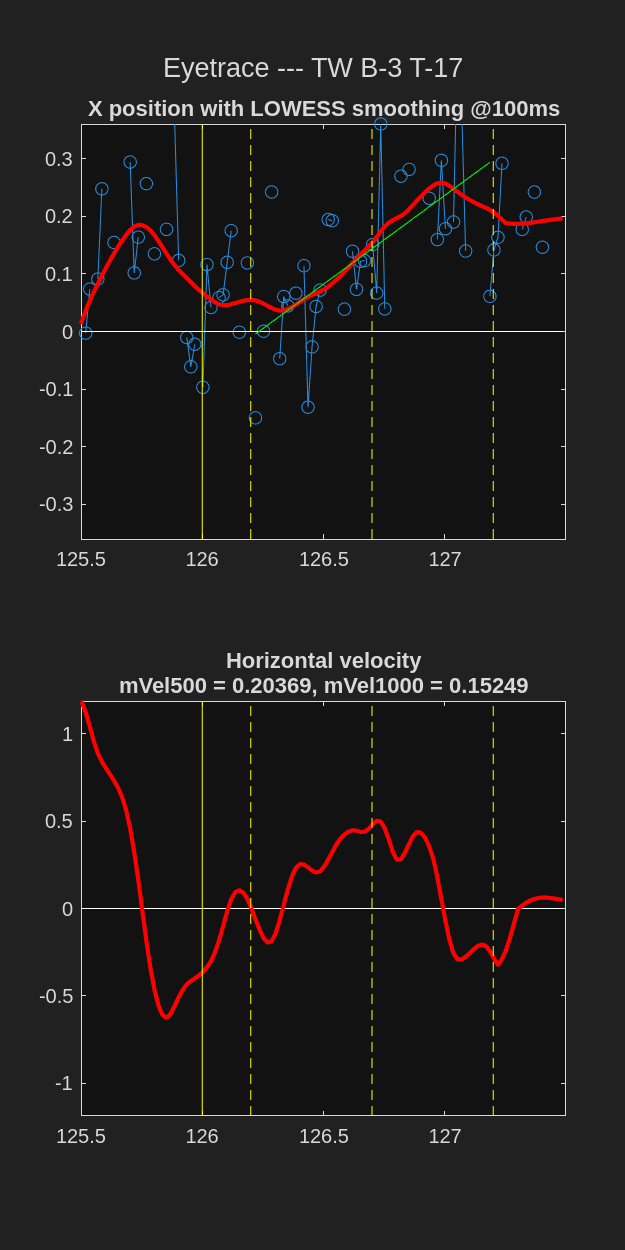 Eyetrace --- TW B-3 T-17
X position with LOWESS smoothing @100ms
0.3
0.2
0.1
0
-0.1
-0.2
-0.3
125.5 126 126.5 127
Horizontal velocity
mVel500 = 0.20369, mVel1000 = 0.15249
1
0.5
0
-0.5
-1
125.5 126 126.5 127